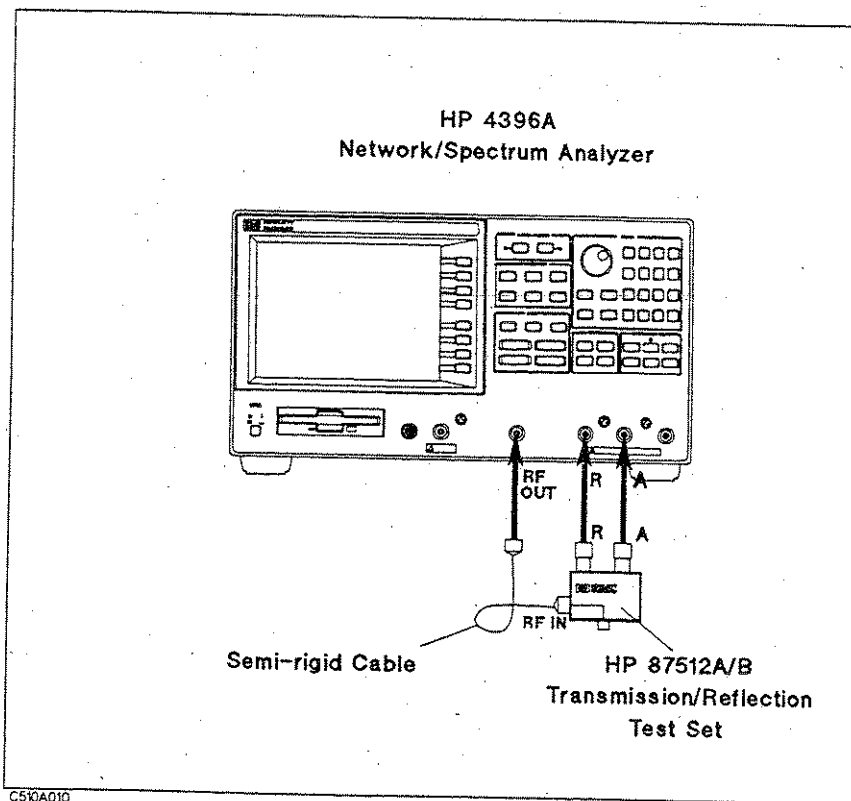 HP 4396A
Network/Spectrum Analyzer
RF
OUT
R
A
R
A
RF IN
Semi-rigid Cable
HP 87512A/B
Transmission/Reflection
Test Set
C510A010